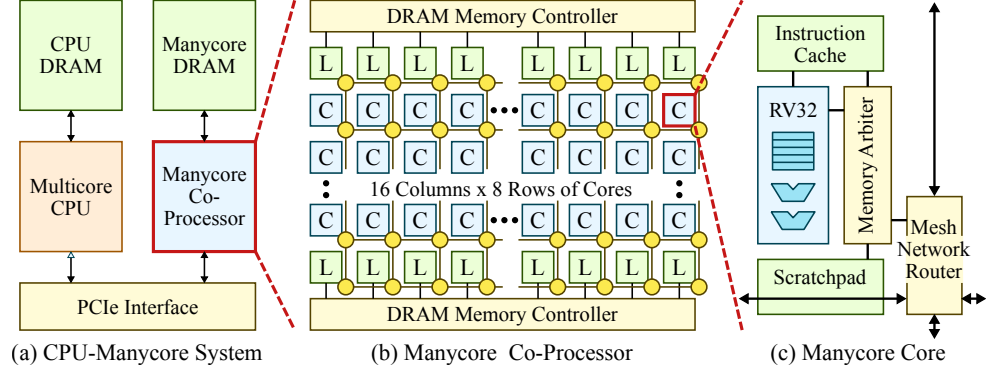 CPU
DRAM
Manycore
DRAM
Multicore
CPU
Manycore
Co-
Processor
PCIe Interface
(a) CPU-Manycore System
DRAM Memory Controller
L L L L L L L L
C C C C C C C C
C C C C C C C C
16 Columns x 8 Rows of Cores
C C C C C C C C
L L L L L L L L
DRAM Memory Controller
(b) Manycore Co-Processor
Instruction
Cache
RV32
Memory Arbiter
Mesh
Network
Router
Scratchpad
(c) Manycore Core